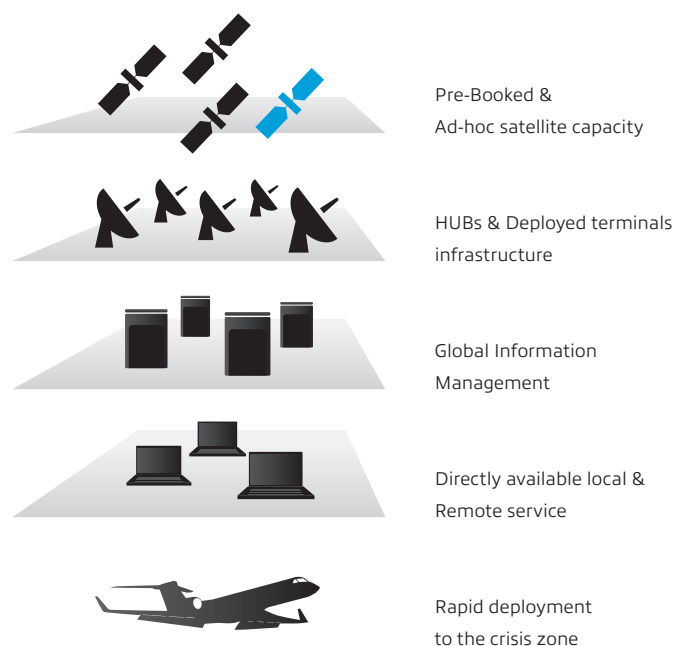 Pre-Booked &
Ad-hoc satellite capacity
HUBs & Deployed terminals
infrastructure
Global Information
Management
Directly available local &
Remote service
Rapid deployment
to the crisis zone